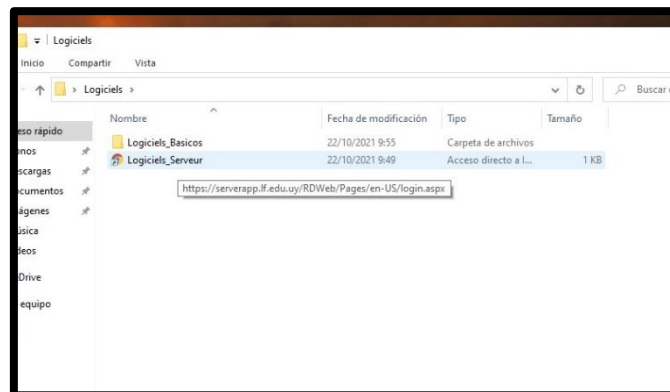 Logiciels
Inicio Compartir Vista
Logiciels
Buscar
eso rápido
Nombre Fecha de modificación Tipo Tamaño
onos
Logiciels_Basicos 22/10/2021 9:55 Carpeta de archivos
scargas
Logiciels_Serveur 22/10/2021 9:49 Acceso directo a I... 1 KB
ocumentos
https://serverapp.lf.edu.uy/RDWeb/Pages/en-US/login.aspx
ágenes
úsica
deos
eDrive
equipo